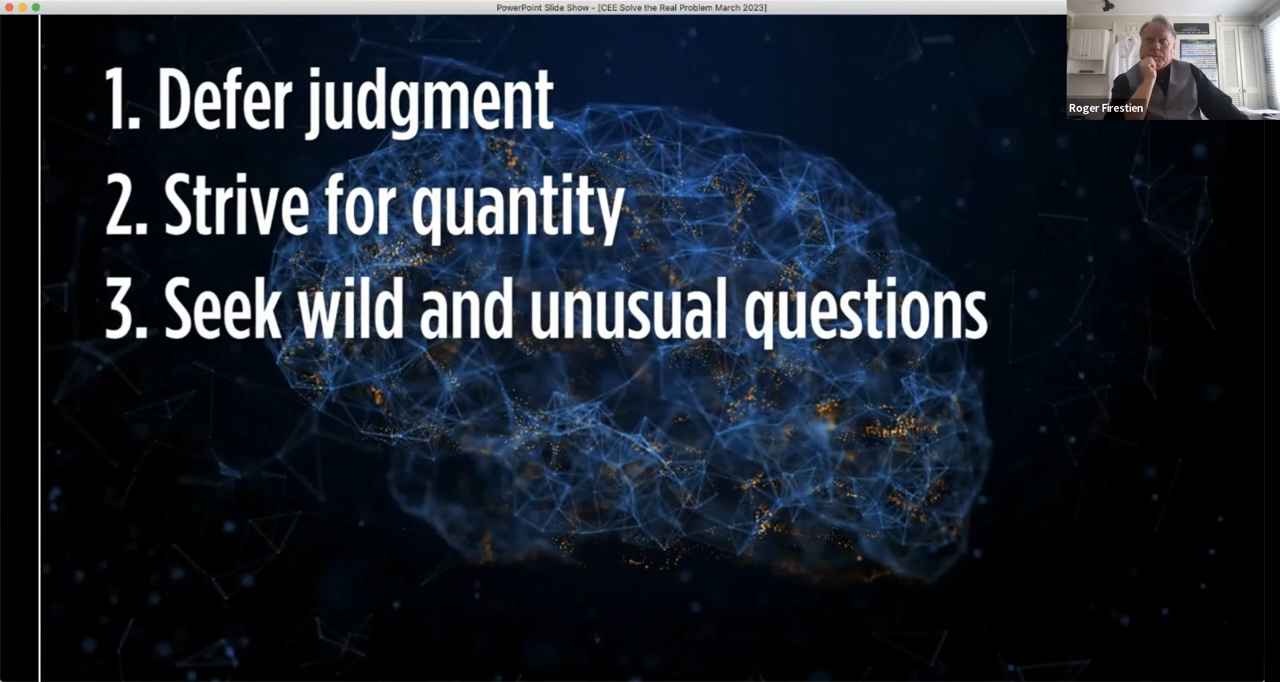 PowerPoint Slide Show - [CEE Solve the Real Problem March 2023]
1. Defer judgment
2. Strive for quantity
3. Seek wild and unusual questions
Roger Firestien